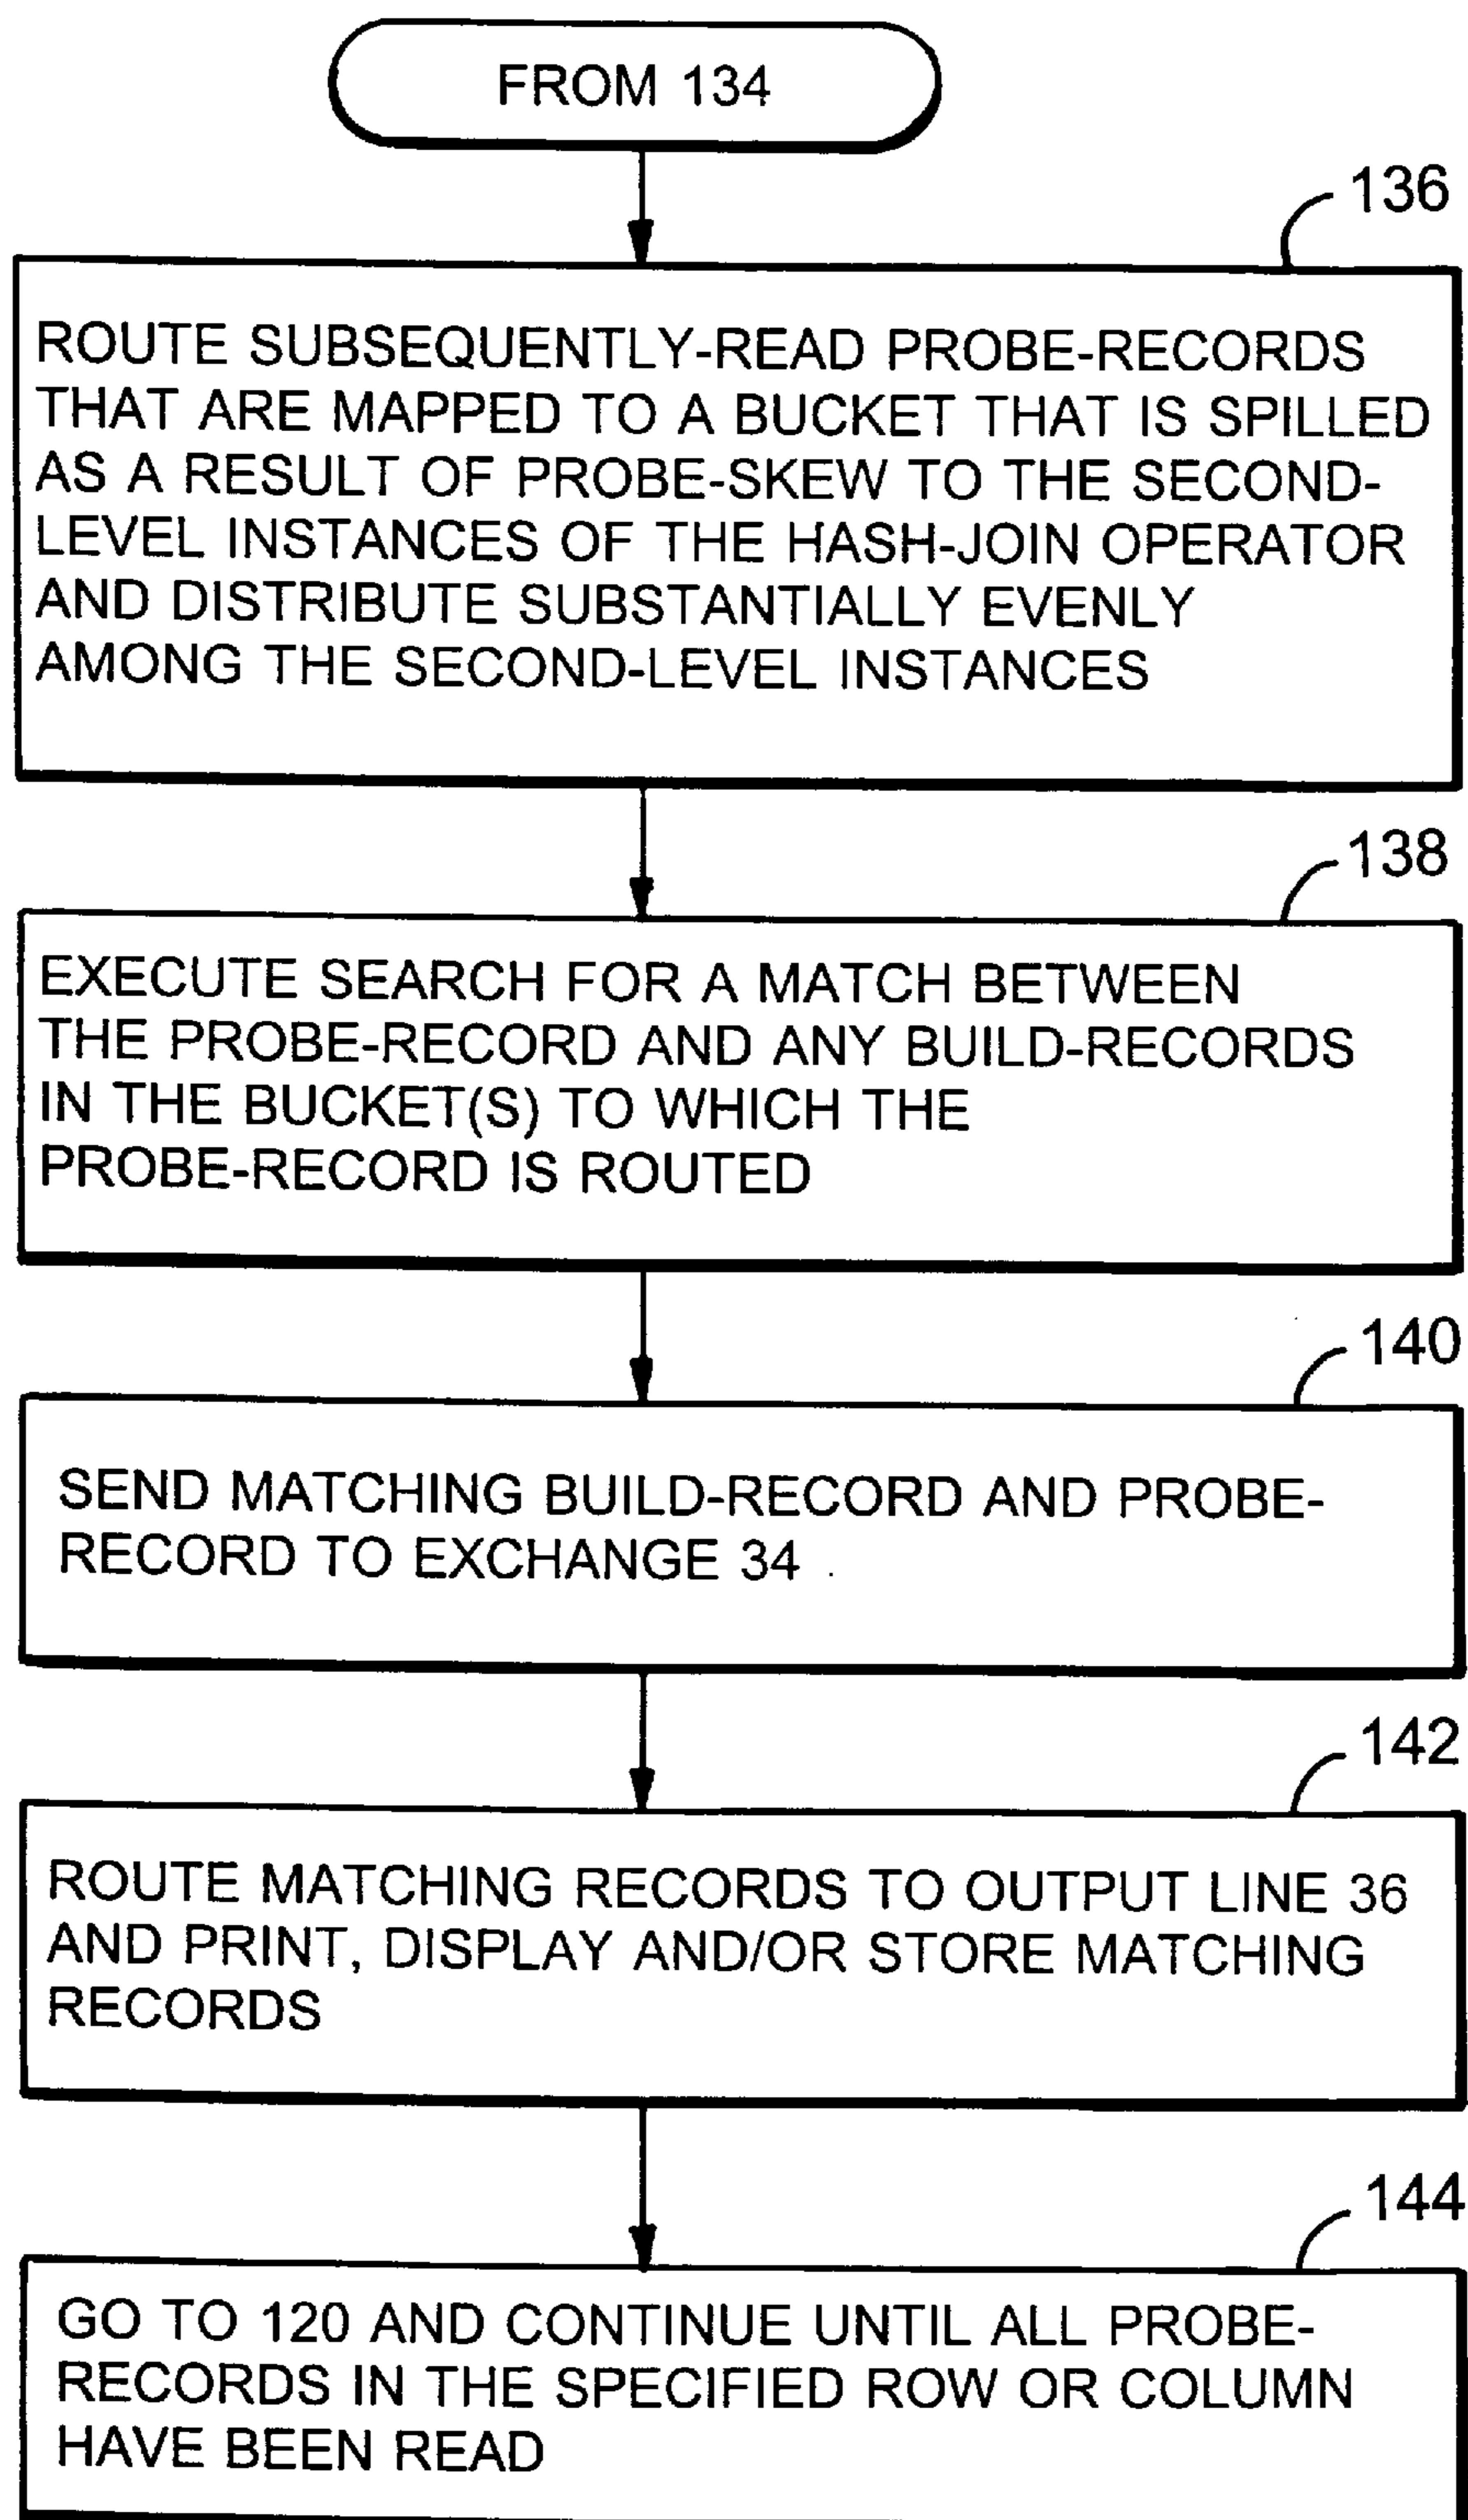 FROM 134
136
ROUTE SUBSEQUENTLY-READ PROBE-RECORDS
THAT ARE MAPPED TO A BUCKET THAT IS SPILLED
AS A RESULT OF PROBE-SKEW TO THE SECOND-
LEVEL INSTANCES OF THE HASH-JOIN OPERATOR
AND DISTRIBUTE SUBSTANTIALLY EVENLY
AMONG THE SECOND-LEVEL INSTANCES
138
EXECUTE SEARCH FOR A MATCH BETWEEN
THE PROBE-RECORD AND ANY BUILD-RECORDS
IN THE BUCKET(S) TO WHICH THE
PROBE-RECORD IS ROUTED
140
SEND MATCHING BUILD-RECORD AND PROBE-
RECORD TO EXCHANGE 34
142
ROUTE MATCHING RECORDS TO OUTPUT LINE 36
AND PRINT, DISPLAY AND/OR STORE MATCHING
RECORDS
144
GO TO 120 AND CONTINUE UNTIL ALL PROBE-
RECORDS IN THE SPECIFIED ROW OR COLUMN
HAVE BEEN READ